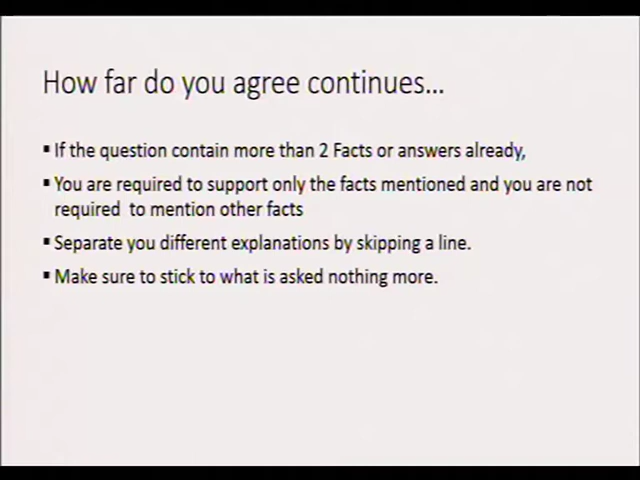 How far do you agree continues...
▪ If the question contain more than 2 Facts or answers already,
▪ You are required to support only the facts mentioned and you are not
required to mention other facts
▪ Separate you different explanations by skipping a line.
▪ Make sure to stick to what is asked nothing more.